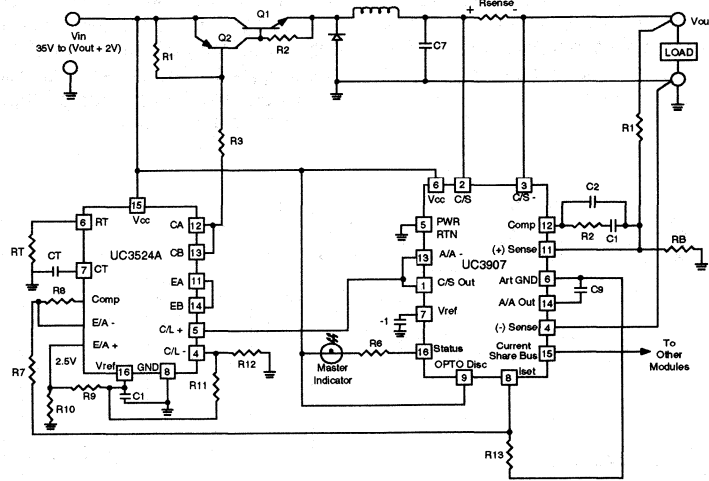 Vin
35V to (Vout + 2V)
Q1
Q2
R1
R2
C7
Rsense
+
-
Vou
LOAD
R3
R1
15
Vcc
6
RT
CA
12
CB
13
UC3524A
7
CT
EA
11
EB
14
Comp
E/A -
E/A +
C/L +
5
C/L -
4
2.5V
Vref
16
GND
8
RT
CT
R8
R7
R9
R10
C1
R11
R12
6
Vcc
2
C/S
3
C/S -
5
PWR
RTN
13
A/A -
1
C/S Out
7
Vref
16
Status
OPTO Disc
9
8
Iset
UC3907
Comp
12
(+) Sense
11
Art GND
6
A/A Out
14
(-) Sense
4
Current
Share Bus
15
C2
R2
C1
RB
C9
.1
Master
Indicator
R6
R13
To
Other
Modules